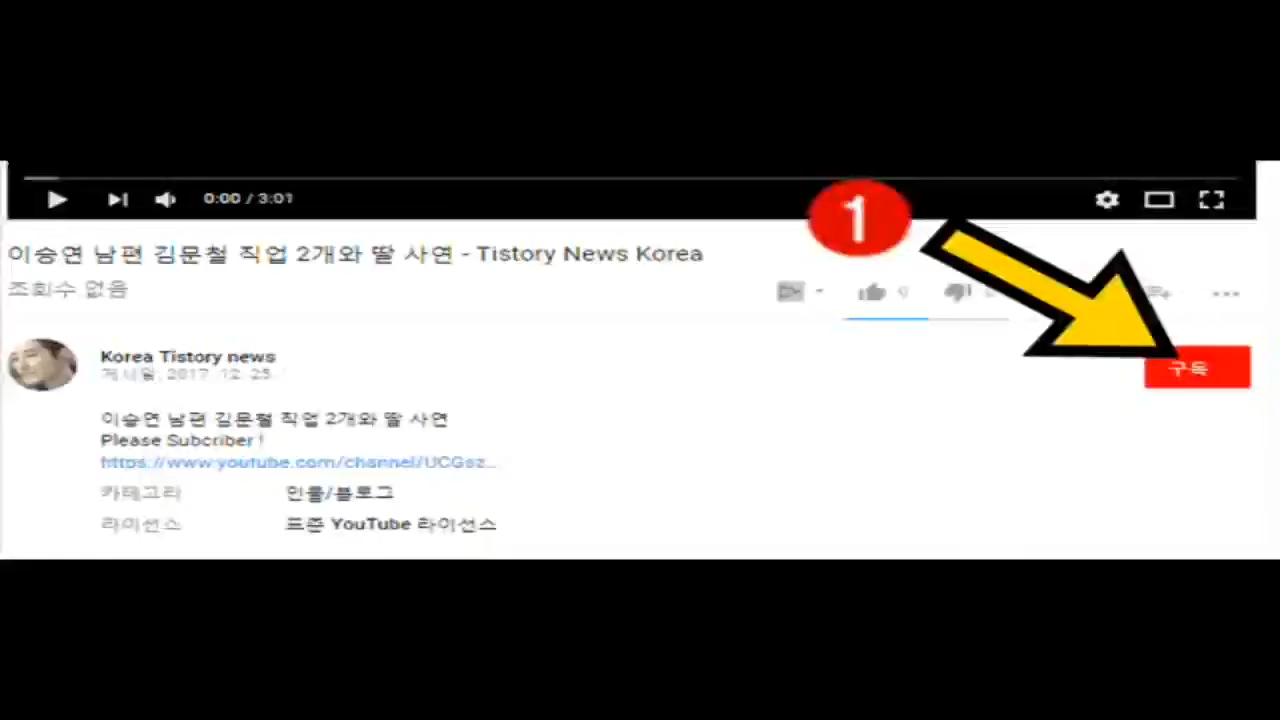 0:00 / 3:01
1
이승연 남편 김문철 직업 2개와 딸 사연 - Tistory News Korea
조회수 없음
0
Korea Tistory news
게시일: 2017. 12. 25.
구독
이승연 남편 김문철 직업 2개와 딸 사연
Please Subcriber !
https://www.youtube.com/channel/UCGsz...
카테고리 인물/블로그
라이선스 표준 YouTube 라이선스